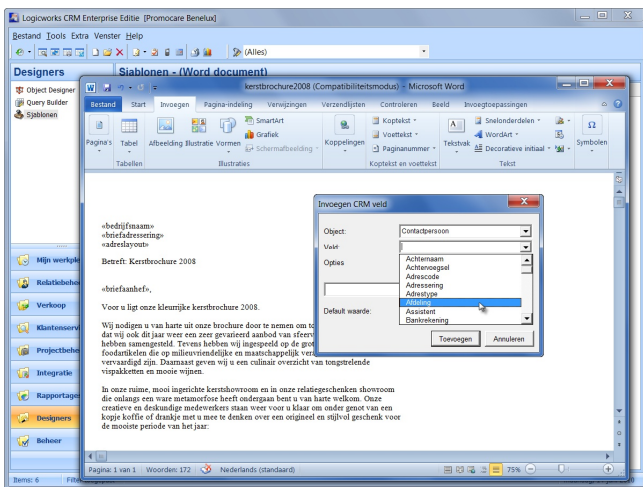 Logicworks CRM Enterprise Editie [Promocare Benelux]
Bestand Tools Extra Venster Help
(Alles)
Designers
Sjablonen - (Word document)
Object Designer
Query Builder
Sjablonen
Mijn werkple
Relatiebehe
Verkoop
Klantenservi
Projectbehe
Integratie
Rapportage
Designers
Beheer
Items: 6
kerstbrochure2008 (Compatibiliteitsmodus) - Microsoft Word
Bestand Start Invoegen Pagina-indeling Verwijzingen Verzendlijsten Controleren Beeld Invoegtoepassingen
Pagina's
Tabel
Afbeelding Illustratie Vormen
SmartArt
Grafiek
Schermafbeelding
Koppelingen
Koptekst
Voettekst
Paginanummer
Tekstvak
Snelonderdelen
WordArt
Decoratieve initiaal
Symbolen
Tabellen
Illustraties
Koptekst en voettekst
Tekst
«bedrijfsnaam»
«briefadressering»
«adreslayout»
Betreft: Kerstbrochure 2008
«briefaanhef»,
Voor u ligt onze kleurrijke kerstbrochure 2008.
Wij nodigen u van harte uit onze brochure door te nemen om to
dat wij ook dit jaar weer een zeer gevarieerd aanbod van sfeerv
hebben samengesteld. Tevens hebben wij ingespeeld op de grot
foodartikelen die op milieuvriendelijke en maatschappelijk vera
vervaardigd zijn. Daarnaast geven wij u een culinair overzicht van tongstrelende
vispakketten en mooie wijnen.
In onze ruime, mooi ingerichte kerstshowroom en in onze relatiegeschenken showroom
die onlangs een ware metamorfose heeft ondergaan bent u van harte welkom. Onze
creatieve en deskundige medewerkers staan weer voor u klaar om onder genot van een
kopje koffie of drankje met u mee te denken over een origineel en stijlvol geschenk voor
de mooiste periode van het jaar:
Invoegen CRM veld
Object:
Contactpersoon
Veld:
Opties
Achternaam
Achtervoegsel
Adrescode
Adressering
Adrestype
Afdeling
Assistent
Bankrekening
Default waarde:
Toevoegen
Annuleren
Pagina: 1 van 1
Woorden: 172
Nederlands (standaard)
75%